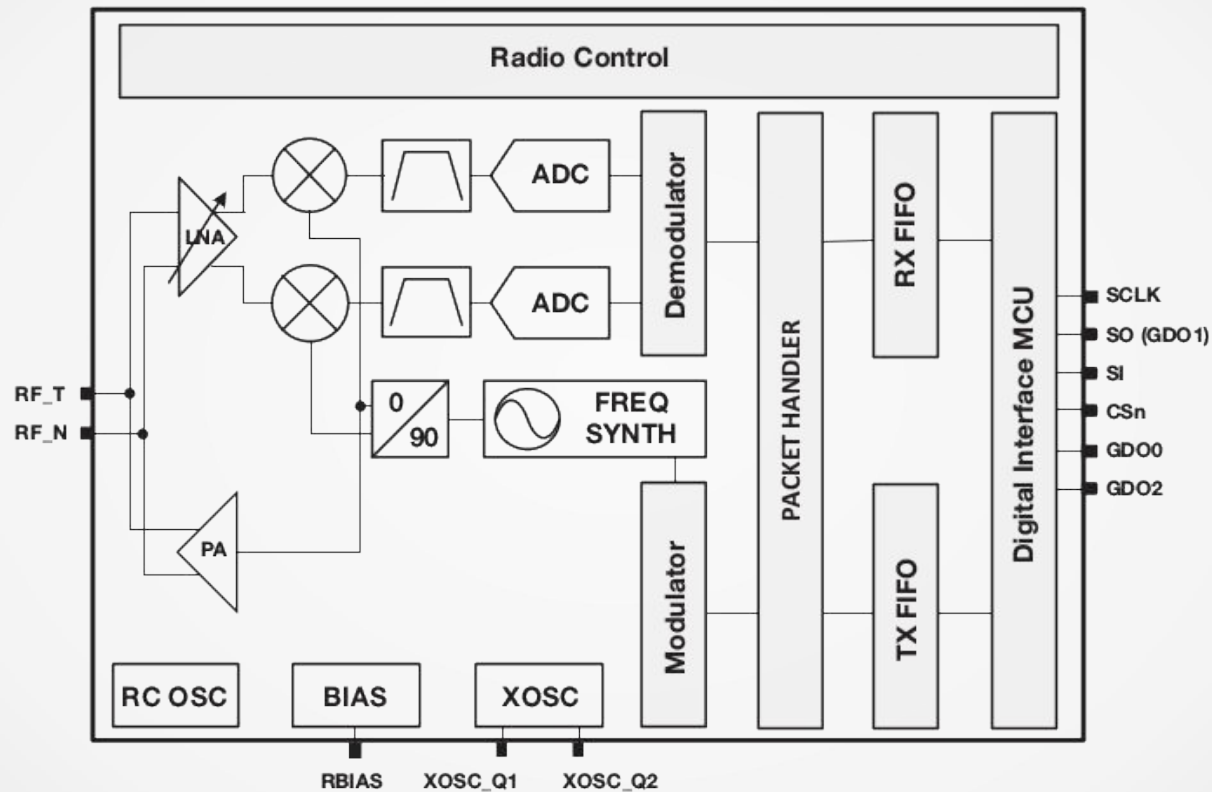 Radio Control
LNA
ADC
ADC
Demodulator
PACKET HANDLER
RX FIFO
Digital Interface MCU
SCLK
SO (GDO1)
SI
CSn
GDO0
GDO2
RF_T
RF_N
0
90
FREQ
SYNTH
PA
Modulator
TX FIFO
RC OSC
BIAS
XOSC
RBIAS
XOSC_Q1
XOSC_Q2